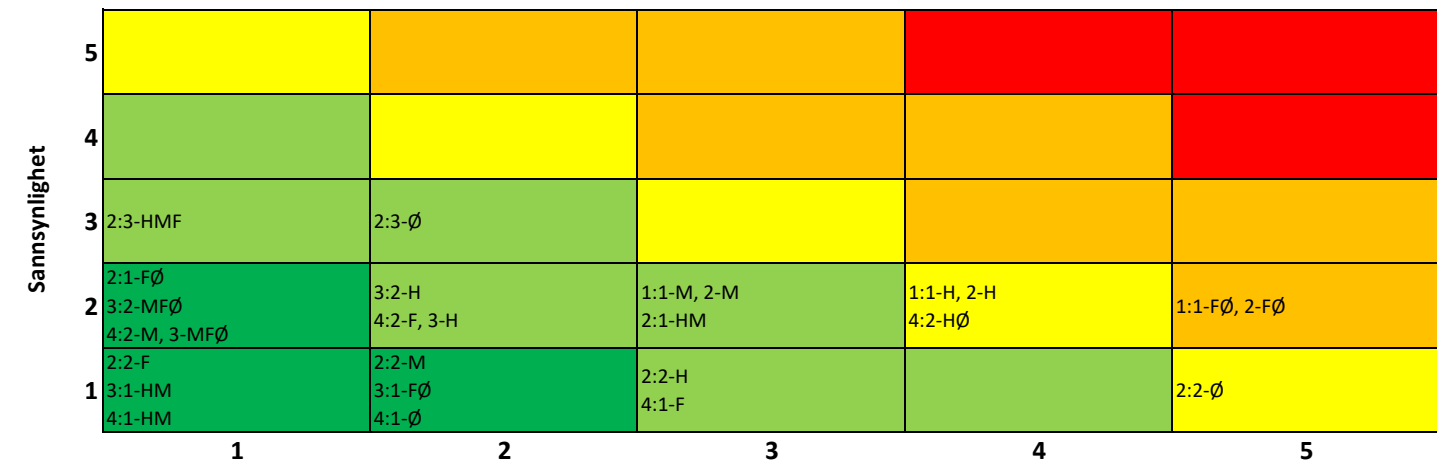 Sannsynlighet
5
4
3
2:3-HMF
2:3-Ø
2
2:1-FØ
3:2-MFØ
4:2-M, 3-MFØ
3:2-H
4:2-F, 3-H
1:1-M, 2-M
2:1-HM
1:1-H, 2-H
4:2-HØ
1:1-FØ, 2-FØ
1
2:2-F
3:1-HM
4:1-HM
2:2-M
3:1-FØ
4:1-Ø
2:2-H
4:1-F
2:2-Ø
1 2 3 4 5